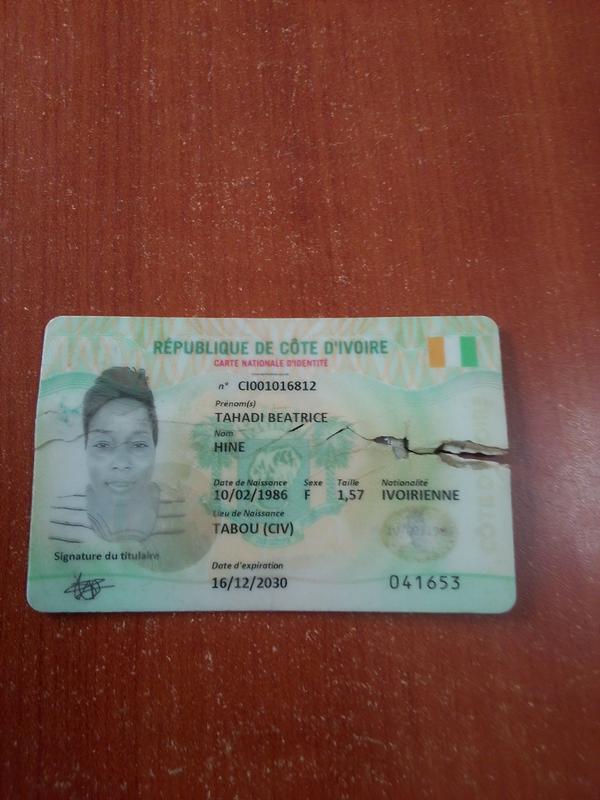 RÉPUBLIQUE DE CÔTE D'IVOIRE
CARTE NATIONALE D'IDENTITÉ
n° CI001016812
Prénom(s)
TAHADI BEATRICE
Nom
HINE
Date de Naissance Sexe Taille Nationalité
10/02/1986 F 1,57 IVOIRIENNE
Lieu de Naissance
TABOU (CIV)
Signature du titulaire
Date d'expiration
16/12/2030
041653